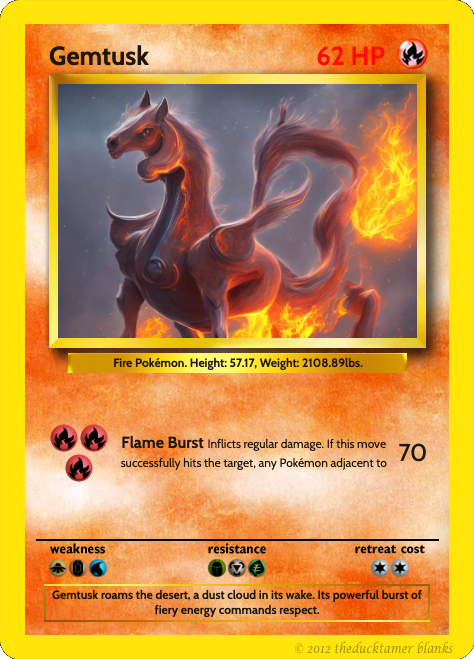 Gemtusk 62 HP
Fire Pokémon. Height: 57.17, Weight: 2108.89lbs.
Flame Burst Inflicts regular damage. If this move
successfully hits the target, any Pokémon adjacent to
70
weakness resistance retreat cost
Gemtusk roams the desert, a dust cloud in its wake. Its powerful burst of
fiery energy commands respect.
© 2012 theducktamer blanks